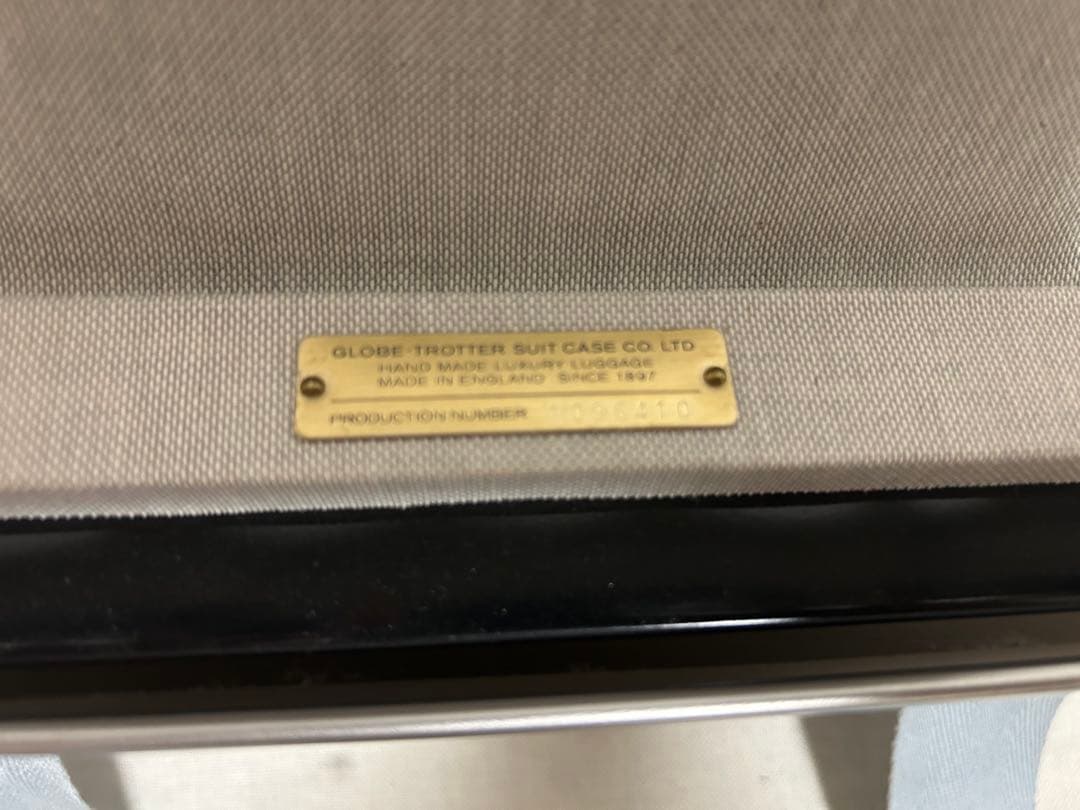 GLOBE-TROTTER SUIT CASE CO. LTD
HAND MADE LUXURY LUGGAGE
MADE IN ENGLAND SINCE 1897
PRODUCTION NUMBER